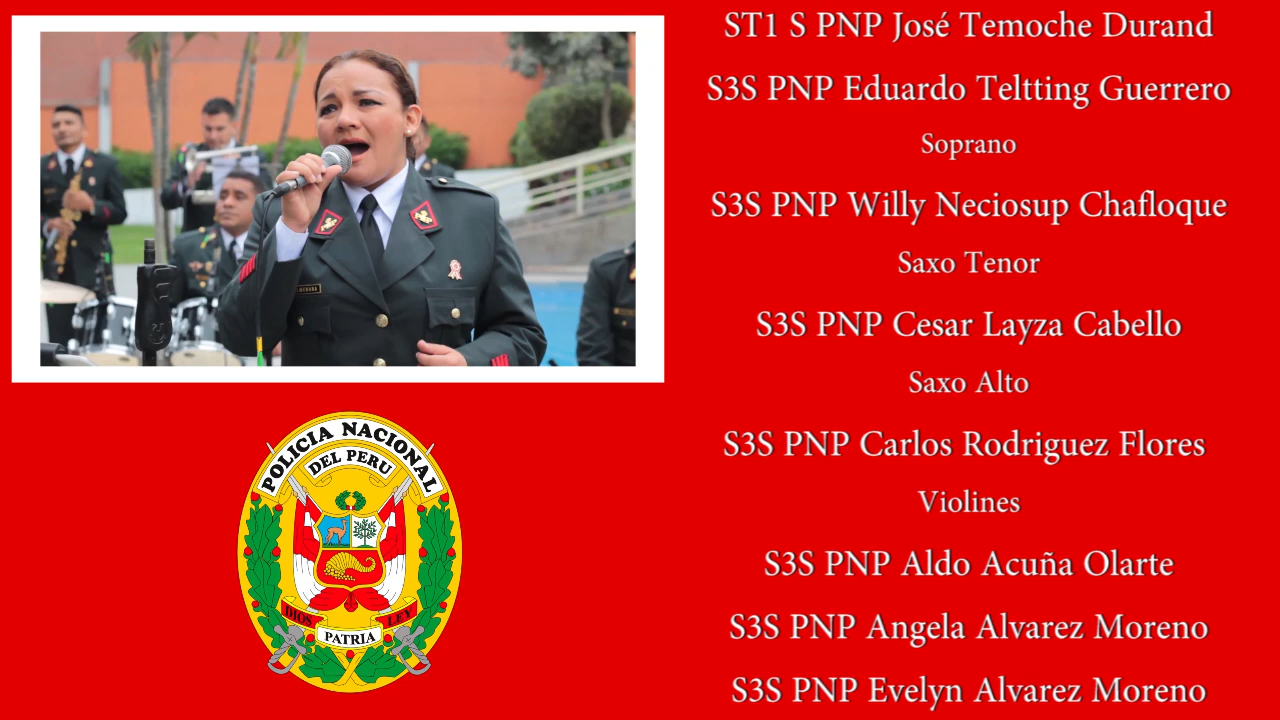 ST1 S PNP José Temoche Durand
S3S PNP Eduardo Teltting Guerrero
Soprano
S3S PNP Willy Neciosup Chafloque
Saxo Tenor
S3S PNP Cesar Layza Cabello
Saxo Alto
S3S PNP Carlos Rodriguez Flores
Violines
S3S PNP Aldo Acuña Olarte
S3S PNP Angela Alvarez Moreno
S3S PNP Evelyn Alvarez Moreno
POLICIA NACIONAL
DEL PERU
DIOS
PATRIA
LEY